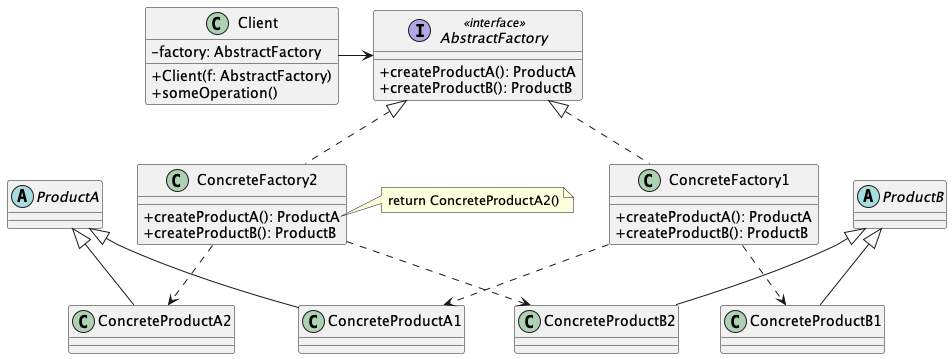 C Client
-factory: AbstractFactory
+Client(f: AbstractFactory)
+someOperation()
«interface»
I AbstractFactory
+createProductA(): ProductA
+createProductB(): ProductB
A ProductA
C ConcreteFactory2
+createProductA(): ProductA
+createProductB(): ProductB
return ConcreteProductA2()
C ConcreteFactory1
+createProductA(): ProductA
+createProductB(): ProductB
A ProductB
C ConcreteProductA2
C ConcreteProductA1
C ConcreteProductB2
C ConcreteProductB1